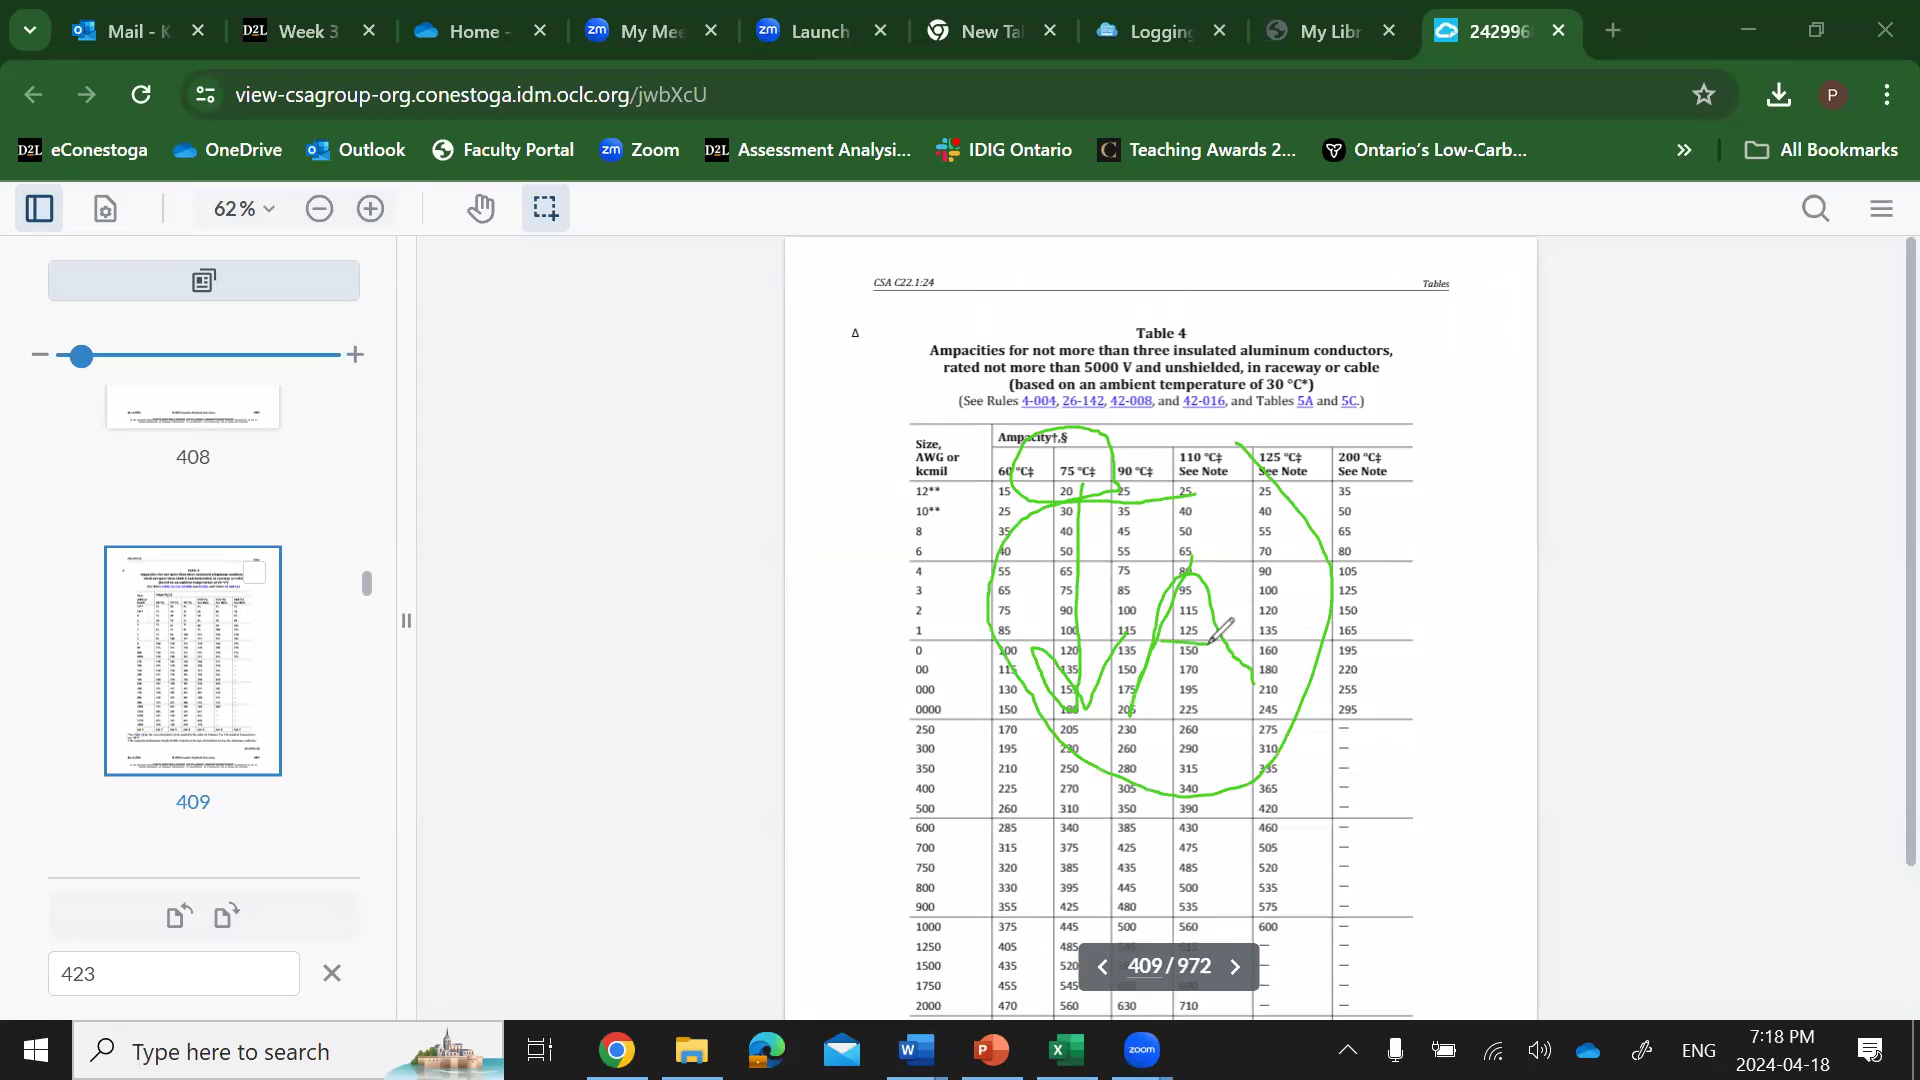 Mail - K
Week 3
Home -
My Mee
Launch
New Tab
Logging
My Libr
242996
view-csagroup-org.conestoga.idm.oclc.org/jwbXcU
P
D2L eConestoga
OneDrive
Outlook
Faculty Portal
zm Zoom
D2L Assessment Analysi...
IDIG Ontario
C Teaching Awards 2...
Ontario's Low-Carb...
»
All Bookmarks
62%
408
409
423
CSA C22.1:24 Tables
Δ
Table 4
Ampacities for not more than three insulated aluminum conductors,
rated not more than 5000 V and unshielded, in raceway or cable
(based on an ambient temperature of 30 °C*)
(See Rules 4-004, 26-142, 42-008, and 42-016, and Tables 5A and 5C.)
Size, AWG or kcmil
Ampacity†,§
60 °C‡ 75 °C‡ 90 °C‡ 110 °C‡ See Note 125 °C‡ See Note 200 °C‡ See Note
12** 15 20 25 25 25 35
10** 25 30 35 40 40 50
8 35 40 45 50 55 65
6 40 50 55 65 70 80
4 55 65 75 80 90 105
3 65 75 85 95 100 125
2 75 90 100 115 120 150
1 85 100 115 125 135 165
0 100 120 135 150 160 195
00 115 135 150 170 180 220
000 130 155 175 195 210 255
0000 150 180 205 225 245 295
250 170 205 230 260 275 —
300 195 230 260 290 310 —
350 210 250 280 315 335 —
400 225 270 305 340 365 —
500 260 310 350 390 420 —
600 285 340 385 430 460 —
700 315 375 425 475 505 —
750 320 385 435 485 520 —
800 330 395 445 500 535 —
900 355 425 480 535 575 —
1000 375 445 500 560 600 —
1250 405 485 — —
1500 435 520 — —
1750 455 545 — —
2000 470 560 630 710 — —
A
409 / 972
Type here to search
zoom
ENG
7:18 PM
2024-04-18